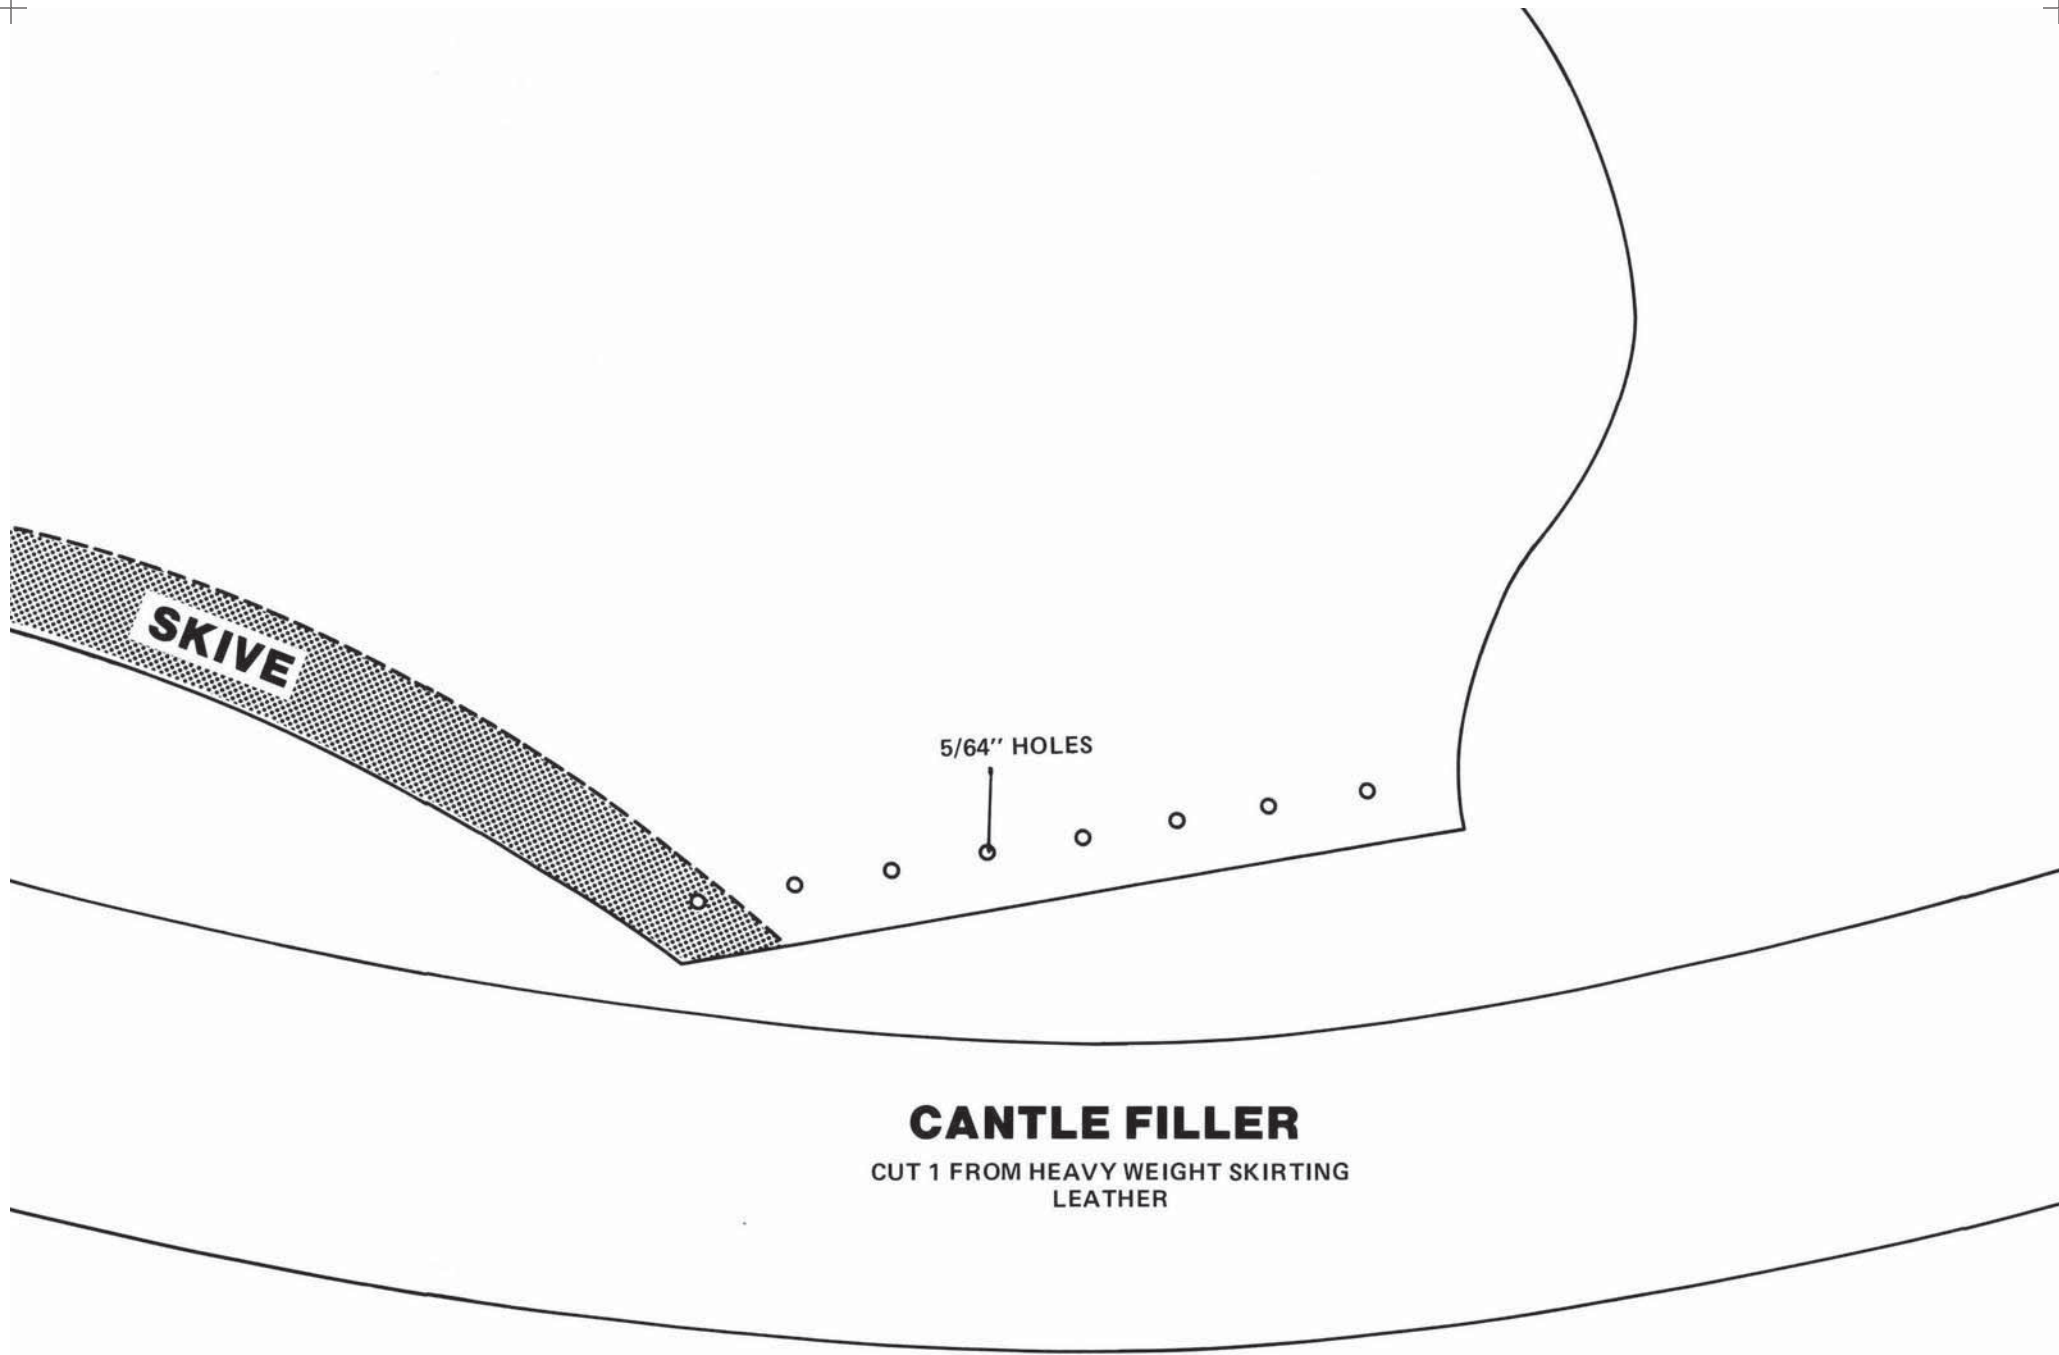 SKIVE
5/64" HOLES
CANTLE FILLER
CUT 1 FROM HEAVY WEIGHT SKIRTING
LEATHER